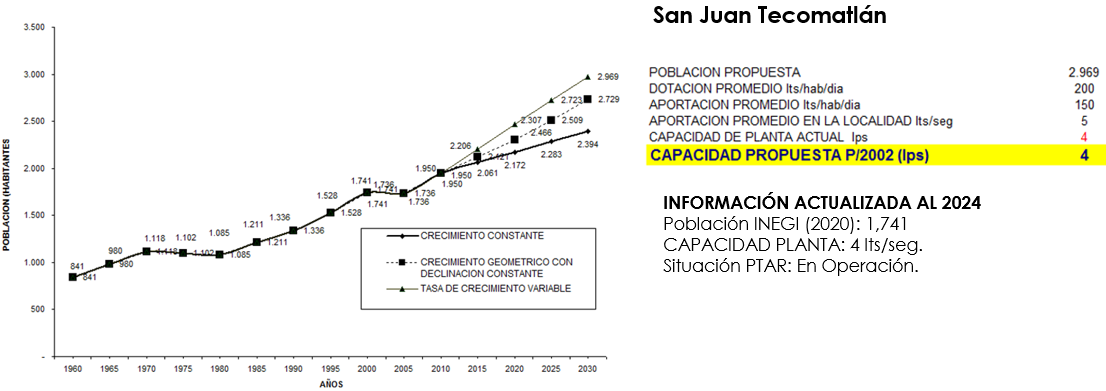 San Juan Tecomatlán
POBLACION PROPUESTA 2.969
DOTACION PROMEDIO lts/hab/dia 200
APORTACION PROMEDIO lts/hab/dia 150
APORTACION PROMEDIO EN LA LOCALIDAD lts/seg 5
CAPACIDAD DE PLANTA ACTUAL lps 4
CAPACIDAD PROPUESTA P/2002 (lps) 4
INFORMACIÓN ACTUALIZADA AL 2024
Población INEGI (2020): 1,741
CAPACIDAD PLANTA: 4 lts/seg.
Situación PTAR: En Operación.
POBLACION (HABITANTES
3.500
3.000
2.500
2.000
1.500
1.000
500
-
841
841
980
980
1.118
1.118
1.102
1.102
1.085
1.085
1.211
1.211
1.336
1.336
1.528
1.528
1.741
1.741
1.741
1.736
1.736
1.736
1.950
1.950
1.950
2.206
2.121
2.061
2.307
2.466
2.172
2.723
2.509
2.283
2.969
2.729
2.394
CRECIMIENTO CONSTANTE
CRECIMIENTO GEOMETRICO CON
DECLINACION CONSTANTE
TASA DE CRECIMIENTO VARIABLE
1960 1965 1970 1975 1980 1985 1990 1995 2000 2005 2010 2015 2020 2025 2030
AÑOS